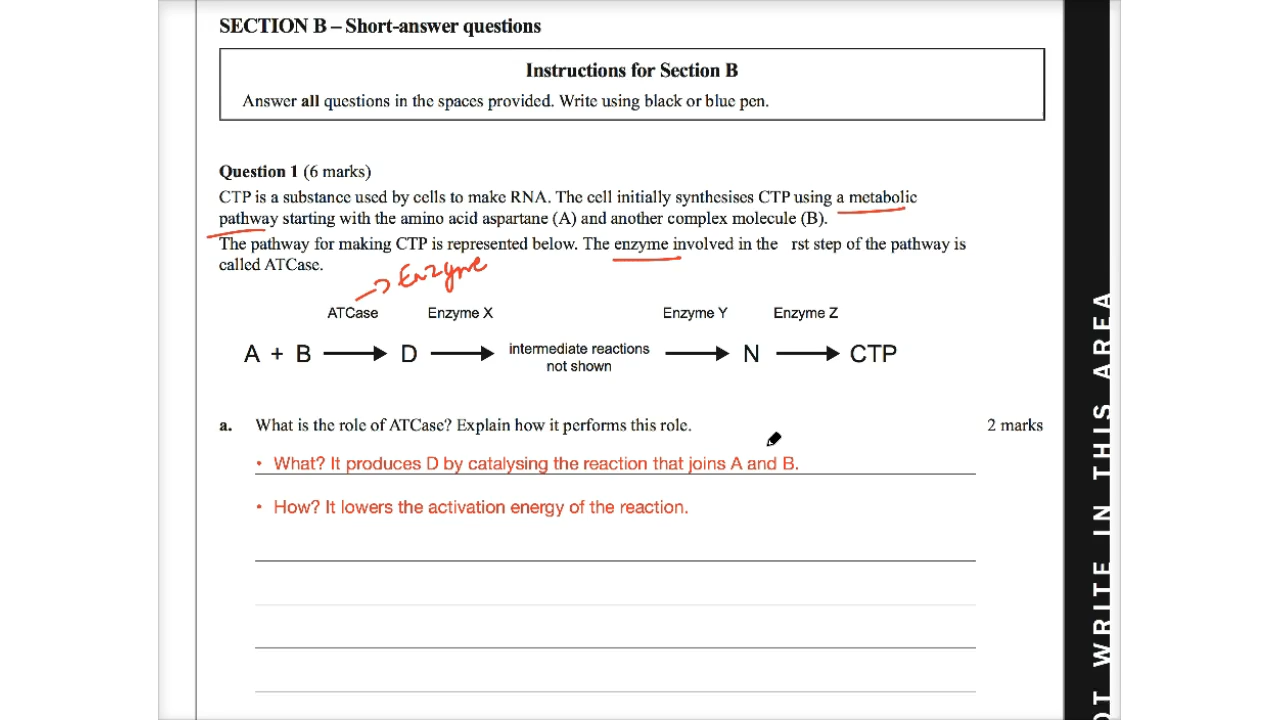 SECTION B – Short-answer questions
Instructions for Section B
Answer all questions in the spaces provided. Write using black or blue pen.
Question 1 (6 marks)
CTP is a substance used by cells to make RNA. The cell initially synthesises CTP using a metabolic
pathway starting with the amino acid aspartane (A) and another complex molecule (B).
The pathway for making CTP is represented below. The enzyme involved in the rst step of the pathway is
called ATCase.
→ Enzyme
ATCase Enzyme X Enzyme Y Enzyme Z
A + B → D → intermediate reactions not shown → N → CTP
a. What is the role of ATCase? Explain how it performs this role. 2 marks
• What? It produces D by catalysing the reaction that joins A and B.
• How? It lowers the activation energy of the reaction.
OT WRITE IN THIS AREA